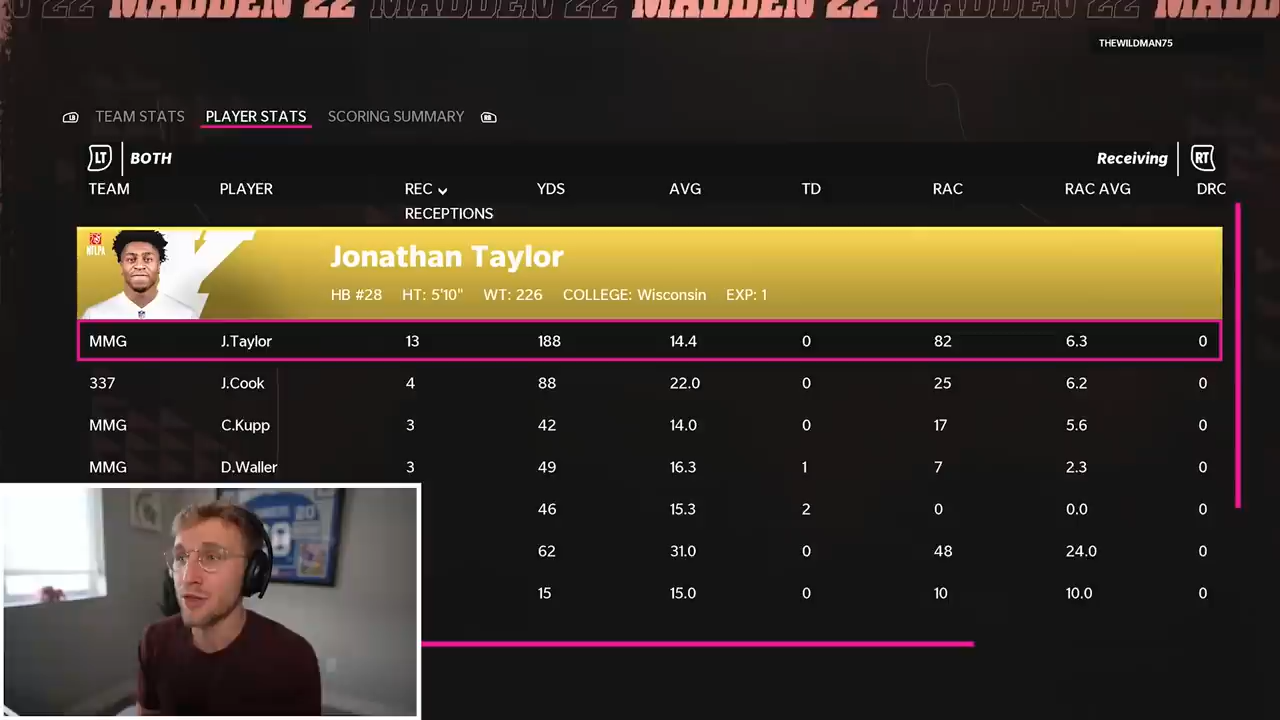 22 MADDEN 22 MADDEN 22 MADDEN 22 MADDEN 22 MADD
THEWILDMAN75
LB TEAM STATS PLAYER STATS SCORING SUMMARY RB
LT BOTH Receiving RT
TEAM PLAYER REC YDS AVG TD RAC RAC AVG DRC
RECEPTIONS
NFLPA
Jonathan Taylor
HB #28 HT: 5'10" WT: 226 COLLEGE: Wisconsin EXP: 1
MMG J.Taylor 13 188 14.4 0 82 6.3 0
337 J.Cook 4 88 22.0 0 25 6.2 0
MMG C.Kupp 3 42 14.0 0 17 5.6 0
MMG D.Waller 3 49 16.3 1 7 2.3 0
46 15.3 2 0 0.0 0
62 31.0 0 48 24.0 0
15 15.0 0 10 10.0 0